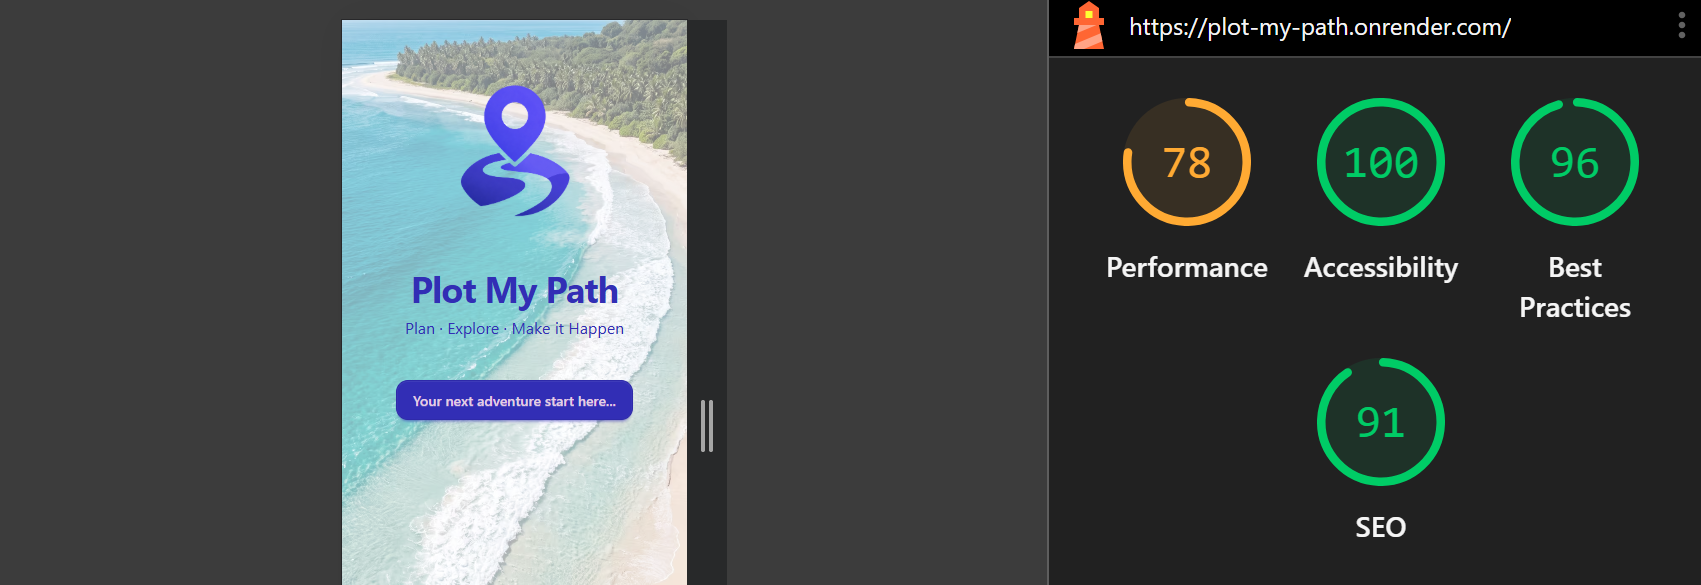 Plot My Path
Plan · Explore · Make it Happen
Your next adventure start here...
https://plot-my-path.onrender.com/
78
Performance
100
Accessibility
96
Best
Practices
91
SEO